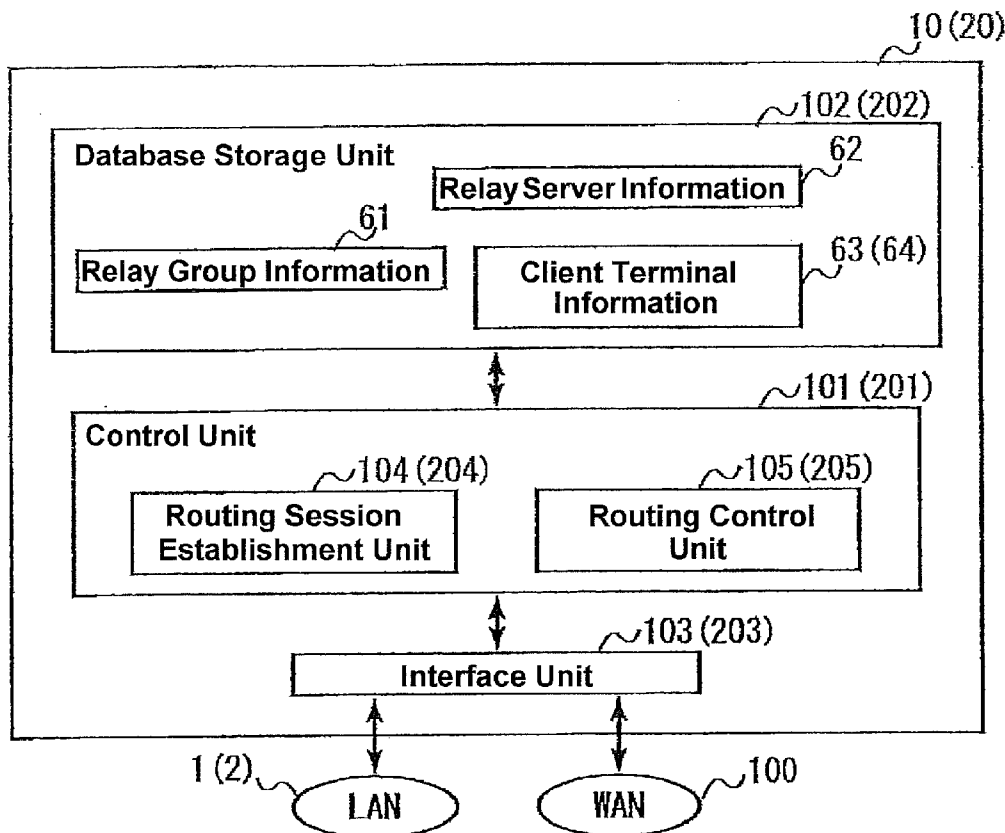 10(20)
102(202)
Database Storage Unit
62
Relay Server Information
61
Relay Group Information
63(64)
Client Terminal
Information
101(201)
Control Unit
104(204)
105(205)
Routing Session
Establishment Unit
Routing Control
Unit
103(203)
Interface Unit
1(2)
LAN
WAN
100